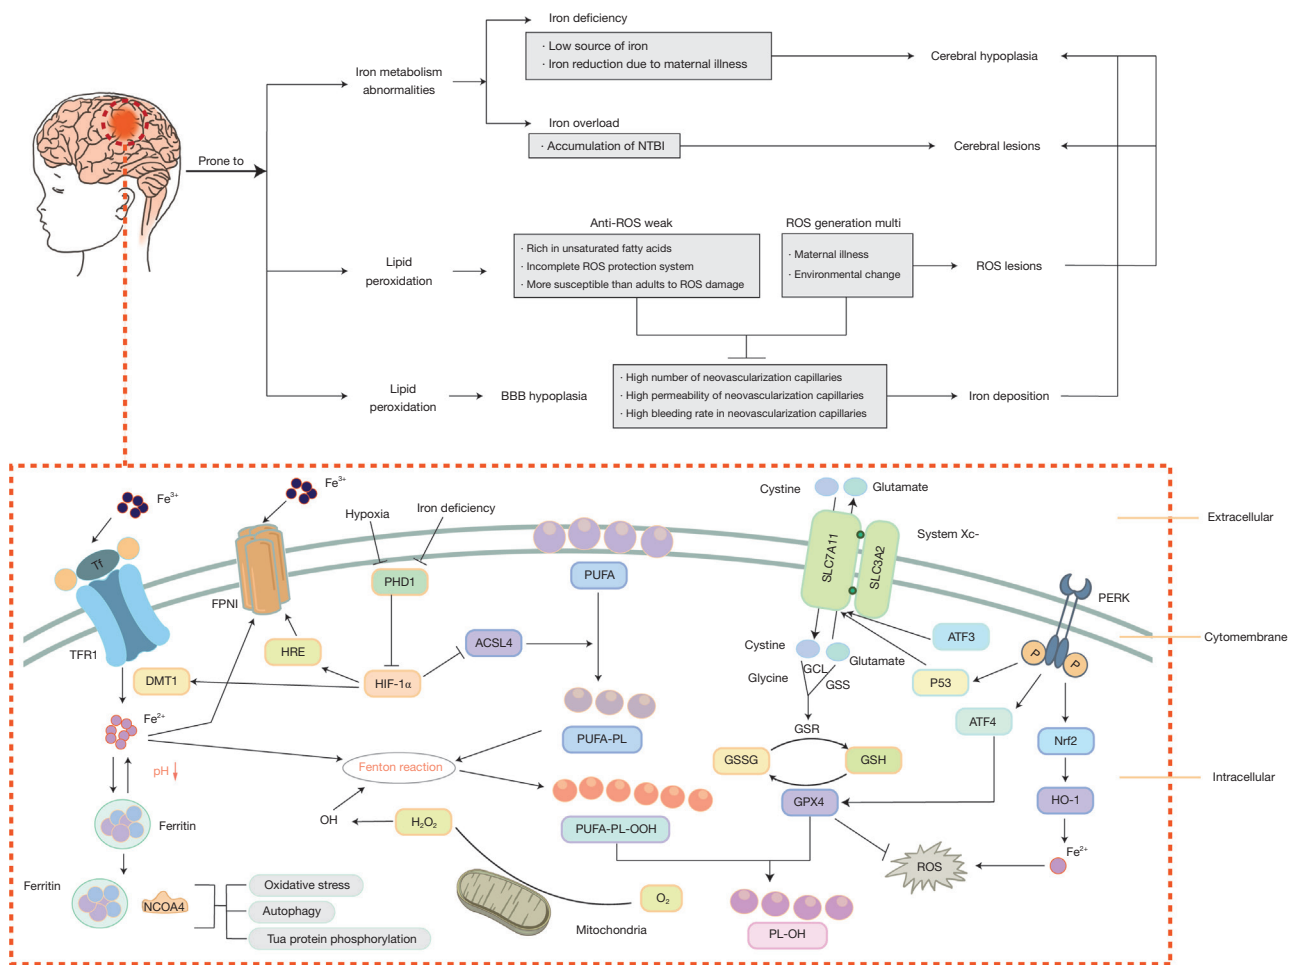 Iron deficiency
· Low source of iron
· Iron reduction due to maternal illness
Cerebral hypoplasia
Iron metabolism
abnormalities
Iron overload
· Accumulation of NTBI
Cerebral lesions
Prone to
Anti-ROS weak
ROS generation multi
· Rich in unsaturated fatty acids
· Incomplete ROS protection system
· More susceptible than adults to ROS damage
· Maternal illness
· Environmental change
Lipid
peroxidation
ROS lesions
Lipid
peroxidation
BBB hypoplasia
· High number of neovascularization capillaries
· High permeability of neovascularization capillaries
· High bleeding rate in neovascularization capillaries
Iron deposition
Fe³⁺
Fe³⁺
Hypoxia
Iron deficiency
Cystine
Glutamate
Extracellular
System Xc-
SLC7A11
SLC3A2
Tf
PHD1
PUFA
FPNI
PERK
TFR1
HRE
ACSL4
ATF3
Cytomembrane
Cystine
Glutamate
P
P
DMT1
HIF-1α
Glycine
GCL
GSS
P53
Fe²⁺
PUFA-PL
GSR
ATF4
Nrf2
pH
Fenton reaction
GSSG
GSH
Intracellular
GPX4
HO-1
Ferritin
OH
H₂O₂
PUFA-PL-OOH
Fe²⁺
ROS
Ferritin
NCOA4
Oxidative stress
Autophagy
Tua protein phosphorylation
O₂
Mitochondria
PL-OH